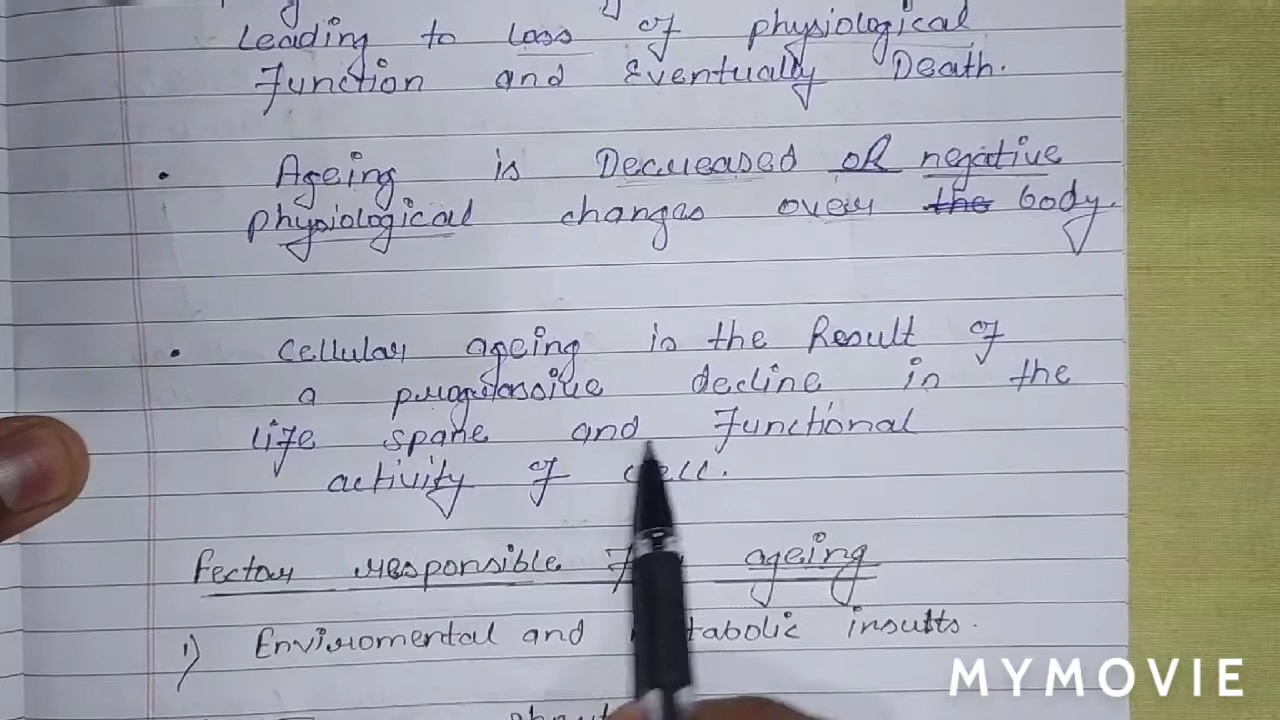 Leading to Loss of physiological
Function and Eventually Death.
• Ageing is Decreased OR negative
physiological changes over the body.
• Cellular ageing is the Result of
a progressive decline in the
Life spane and Functional
activity of cell.
Fector responsible ageing
1) Enviromental and insults.
MYMOVIE